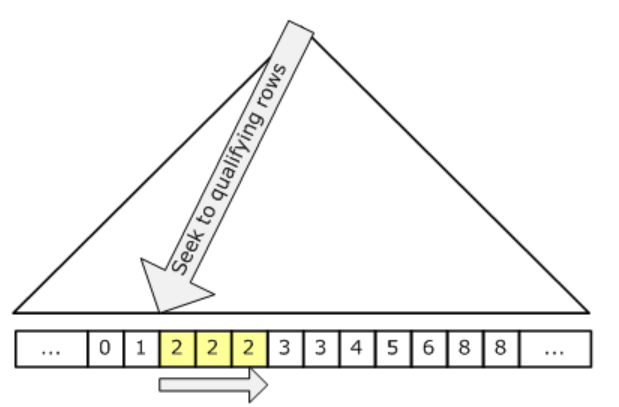 Seek to qualifying rows
... 0 1 2 2 2 3 3 4 5 6 8 8 ...